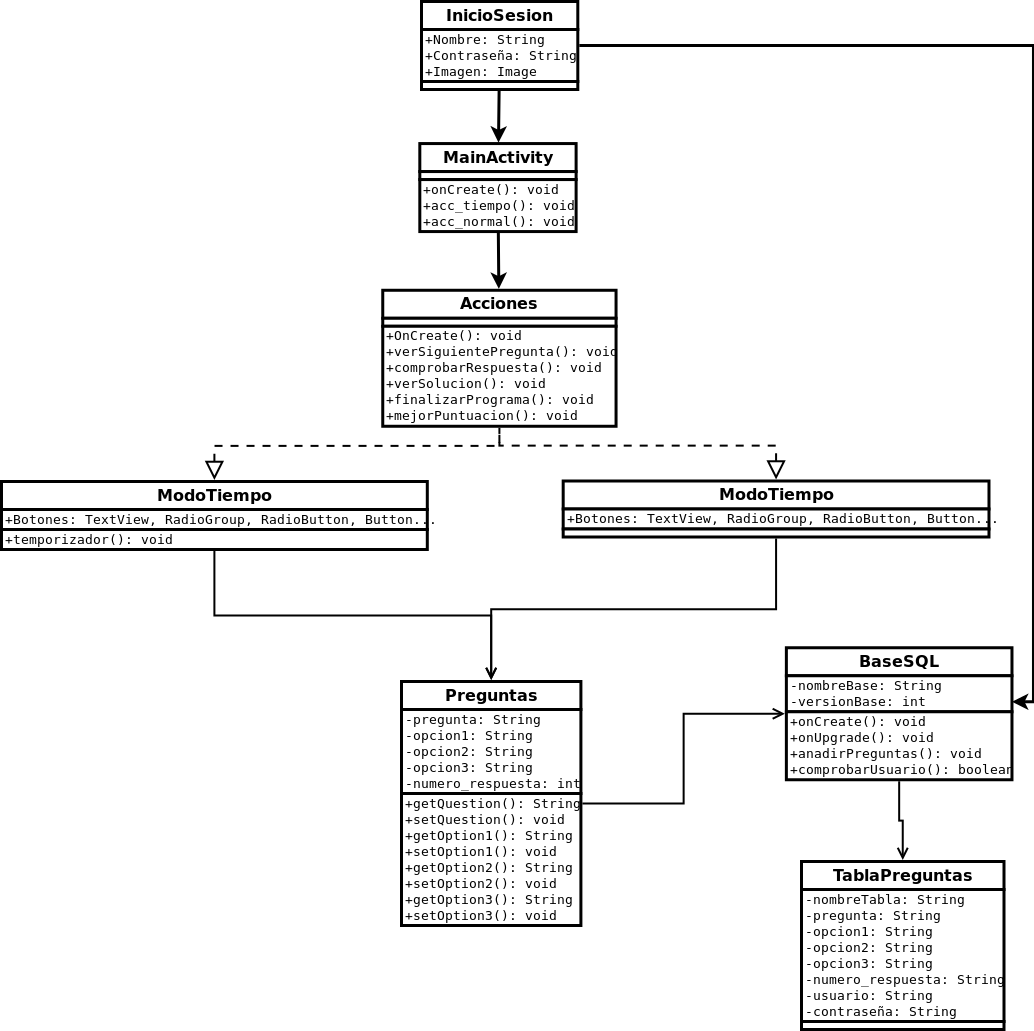 InicioSesion
+Nombre: String
+Contraseña: String
+Imagen: Image
MainActivity
+onCreate(): void
+acc_tiempo(): void
+acc_normal(): void
Acciones
+OnCreate(): void
+verSiguientePregunta(): void
+comprobarRespuesta(): void
+verSolucion(): void
+finalizarPrograma(): void
+mejorPuntuacion(): void
ModoTiempo
+Botones: TextView, RadioGroup, RadioButton, Button...
+temporizador(): void
ModoTiempo
+Botones: TextView, RadioGroup, RadioButton, Button...
Preguntas
-pregunta: String
-opcion1: String
-opcion2: String
-opcion3: String
-numero_respuesta: int
+getQuestion(): String
+setQuestion(): void
+getOption1(): String
+setOption1(): void
+getOption2(): String
+setOption2(): void
+getOption3(): String
+setOption3(): void
BaseSQL
-nombreBase: String
-versionBase: int
+onCreate(): void
+onUpgrade(): void
+anadirPreguntas(): void
+comprobarUsuario(): boolean
TablaPreguntas
-nombreTabla: String
-pregunta: String
-opcion1: String
-opcion2: String
-opcion3: String
-numero_respuesta: String
-usuario: String
-contraseña: String